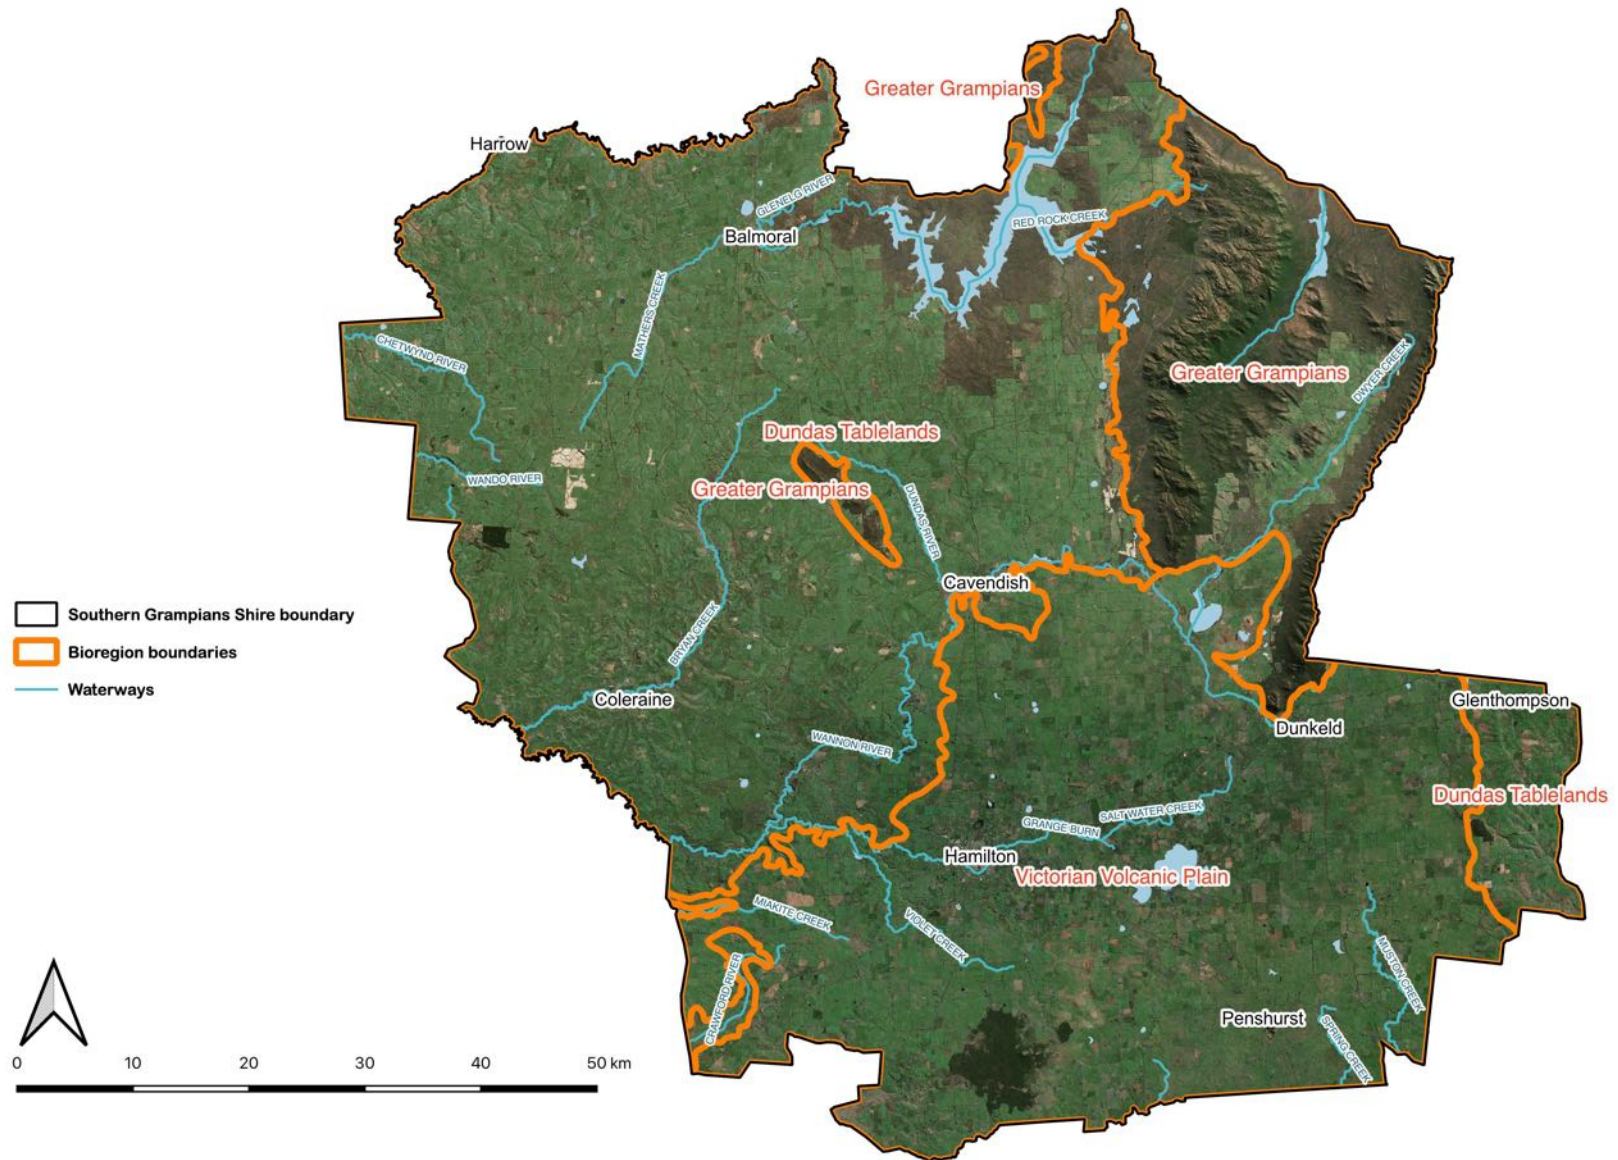 Greater Grampians
Harrow
GLENELG RIVER
RED ROCK CREEK
Balmoral
MATHERS CREEK
CHETWYND RIVER
Greater Grampians
DWYER CREEK
Dundas Tablelands
WANDO RIVER
Greater Grampians
DUNDAS RIVER
Cavendish
Southern Grampians Shire boundary
Bioregion boundaries
Waterways
BRYAN CREEK
Coleraine
Glenthompson
Dunkeld
WANNON RIVER
Dundas Tablelands
SALT WATER CREEK
GRANGE BURN
Hamilton
Victorian Volcanic Plain
MIAKITE CREEK
VIOLET CREEK
MUSTON CREEK
CRAWFORD RIVER
Penshurst
SPRING CREEK
0 10 20 30 40 50 km